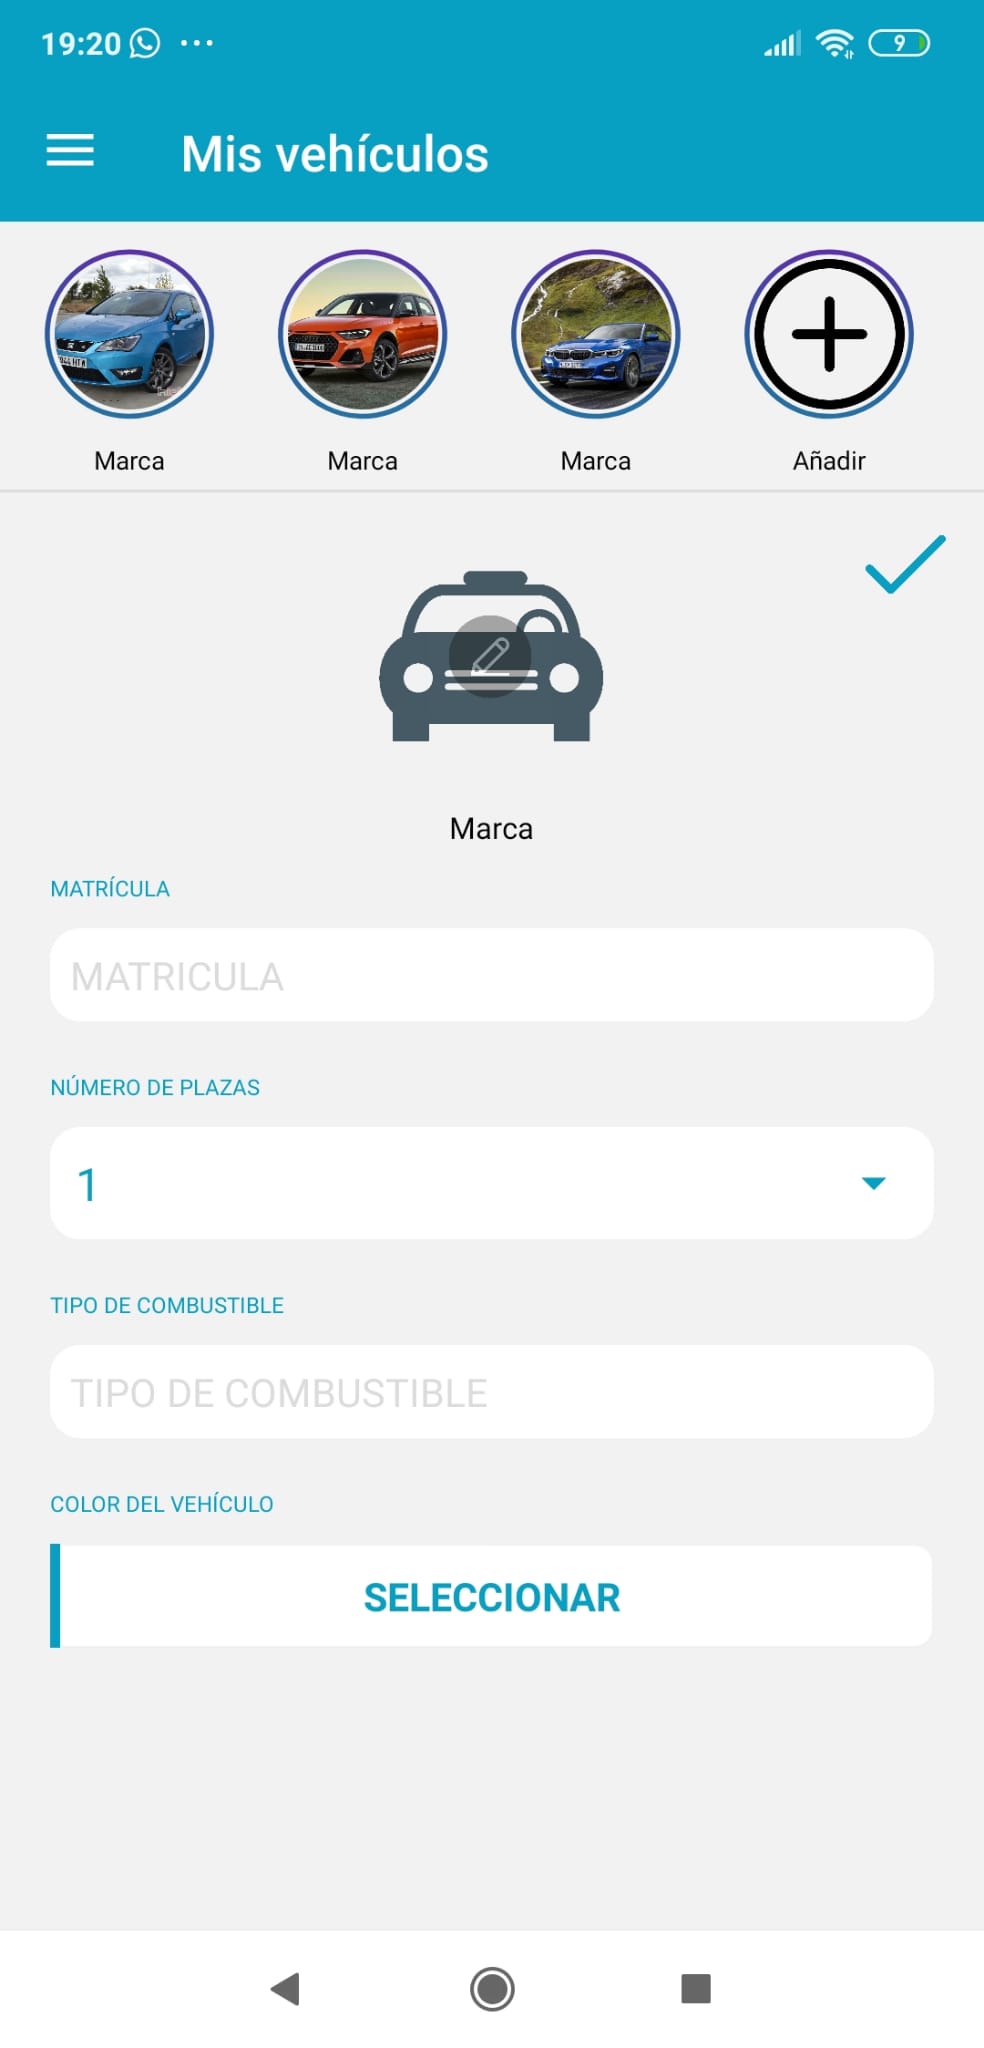 19:20
9
Mis vehículos
Marca
Marca
Marca
Añadir
Marca
MATRÍCULA
MATRICULA
NÚMERO DE PLAZAS
1
TIPO DE COMBUSTIBLE
TIPO DE COMBUSTIBLE
COLOR DEL VEHÍCULO
SELECCIONAR